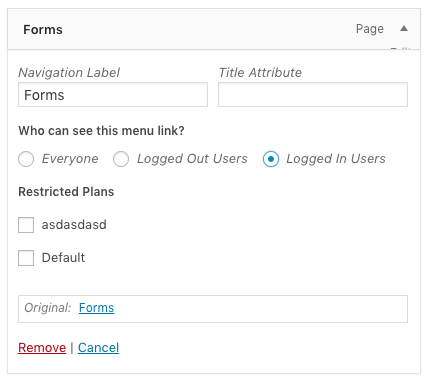 Forms Page
Navigation Label Title Attribute
Forms
Who can see this menu link?
Everyone Logged Out Users Logged In Users
Restricted Plans
asdasdasd
Default
Original: Forms
Remove | Cancel